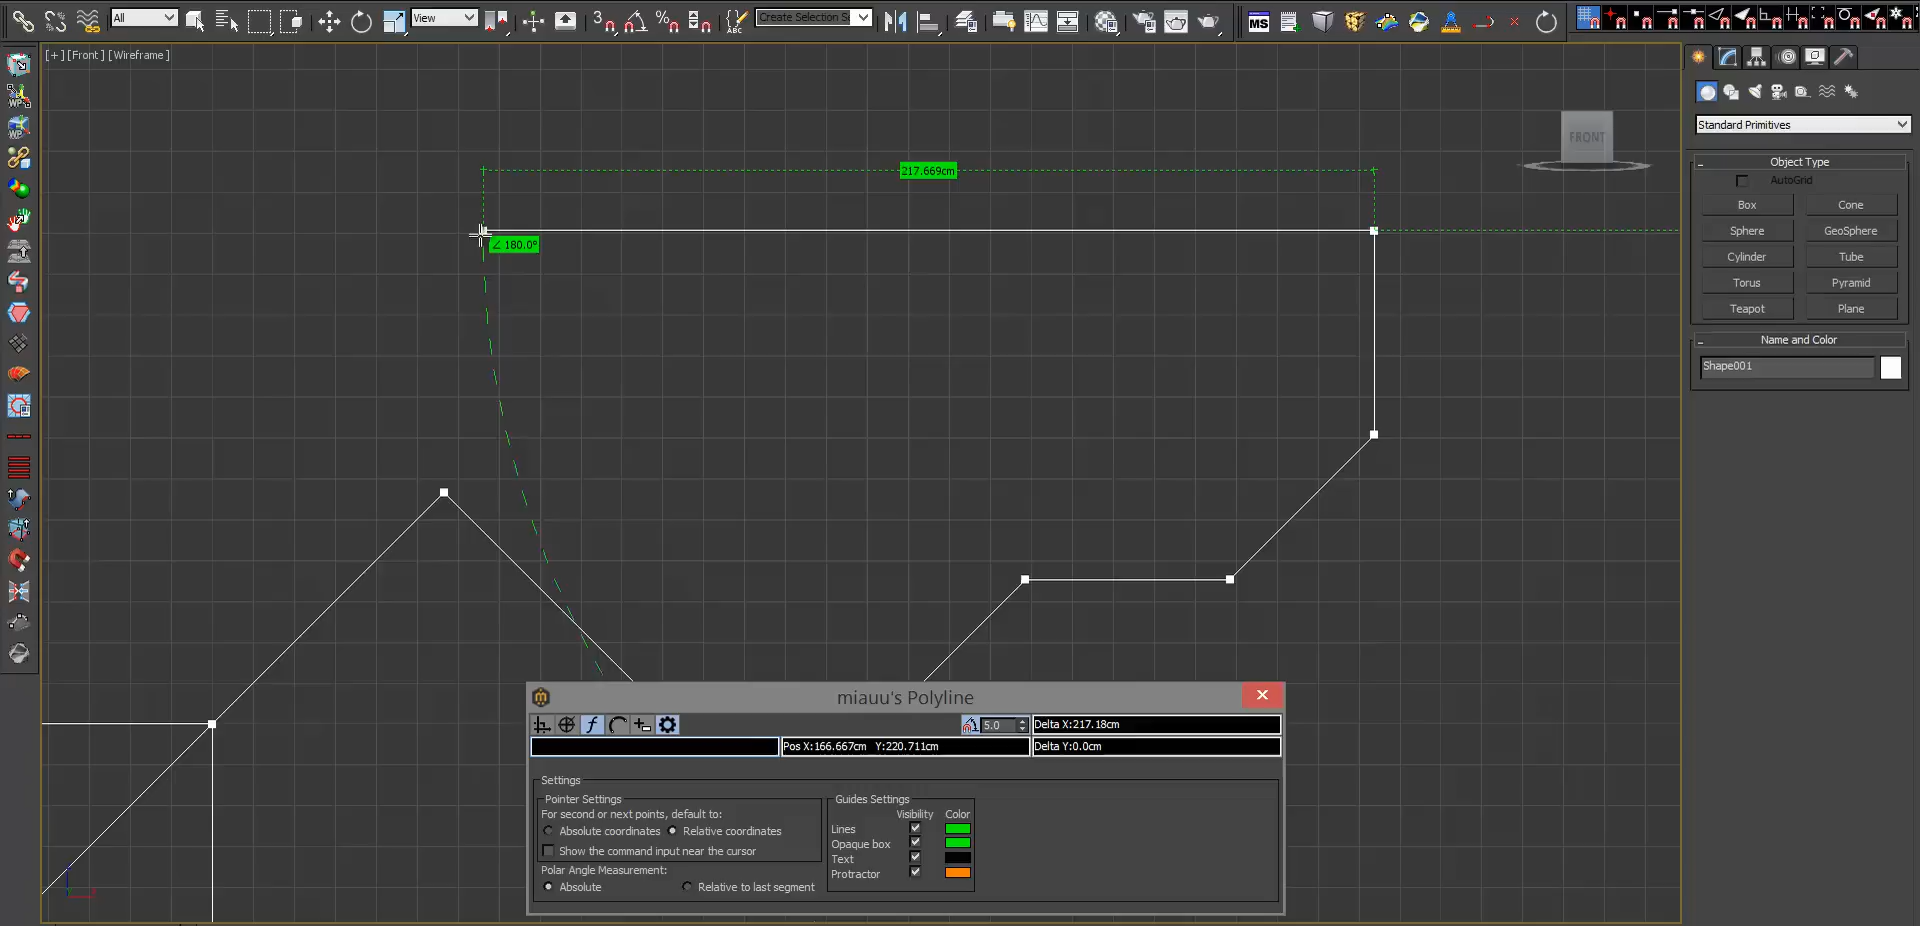 All
View
Create Selection Se
ABC
MS
[+][Front][Wireframe]
WP
WP
FRONT
217.669cm
∠ 180.0°
Standard Primitives
Object Type
AutoGrid
Box Cone
Sphere GeoSphere
Cylinder Tube
Torus Pyramid
Teapot Plane
Name and Color
Shape001
miauu's Polyline
5.0
Delta X:217.18cm
Pos X:166.667cm Y:220.711cm
Delta Y:0.0cm
Settings
Pointer Settings
For second or next points, default to:
Absolute coordinates Relative coordinates
Show the command input near the cursor
Polar Angle Measurement:
Absolute Relative to last segment
Guides Settings
Visibility Color
Lines
Opaque box
Text
Protractor